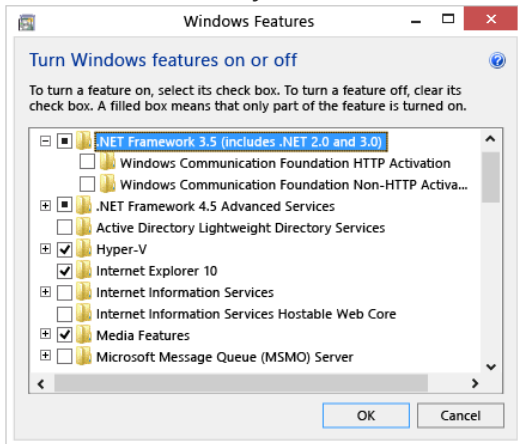 Windows Features
Turn Windows features on or off
To turn a feature on, select its check box. To turn a feature off, clear its
check box. A filled box means that only part of the feature is turned on.
.NET Framework 3.5 (includes .NET 2.0 and 3.0)
Windows Communication Foundation HTTP Activation
Windows Communication Foundation Non-HTTP Activa...
.NET Framework 4.5 Advanced Services
Active Directory Lightweight Directory Services
Hyper-V
Internet Explorer 10
Internet Information Services
Internet Information Services Hostable Web Core
Media Features
Microsoft Message Queue (MSMO) Server
OK Cancel